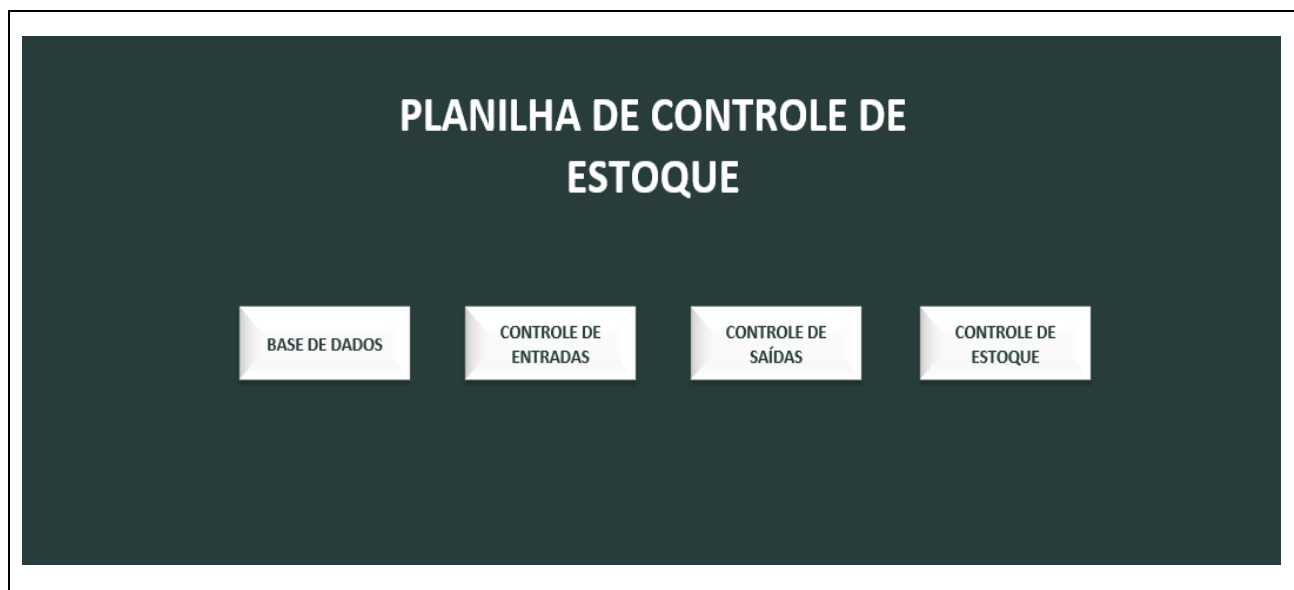 PLANILHA DE CONTROLE DE
ESTOQUE
BASE DE DADOS
CONTROLE DE
ENTRADAS
CONTROLE DE
SAÍDAS
CONTROLE DE
ESTOQUE